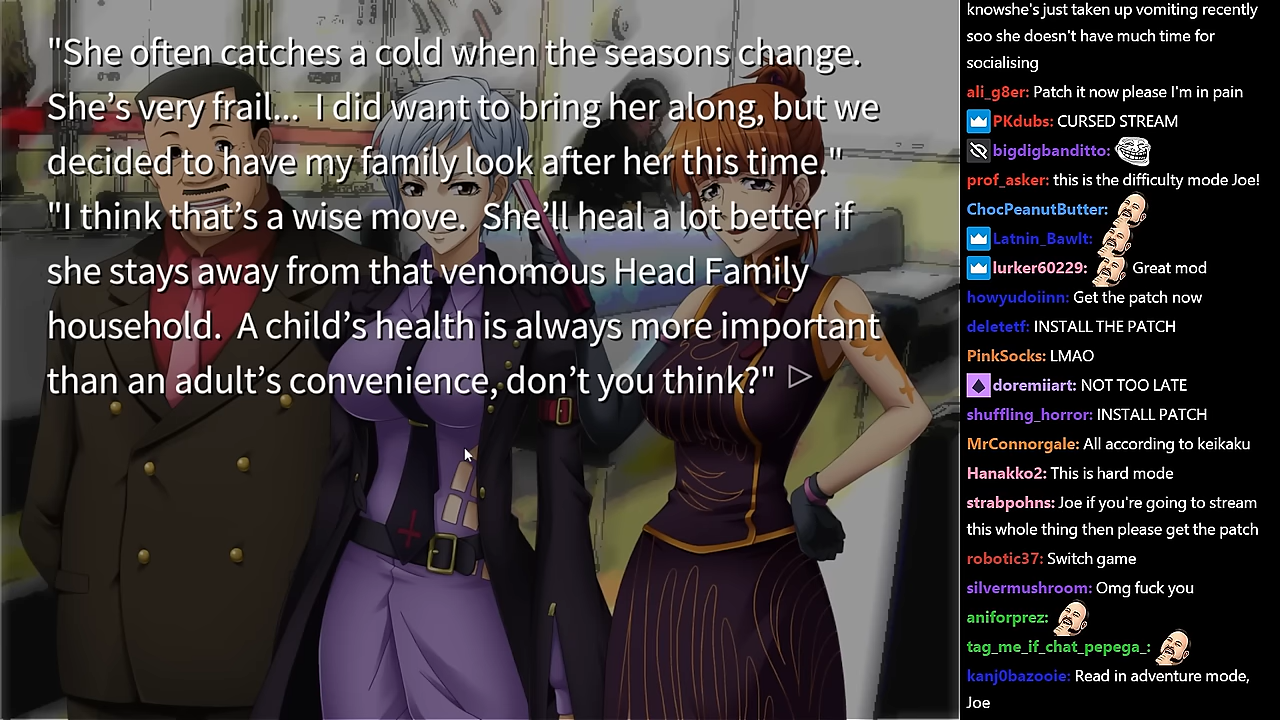 "She often catches a cold when the seasons change.
She's very frail...  I did want to bring her along, but we
decided to have my family look after her this time."
"I think that's a wise move.  She'll heal a lot better if
she stays away from that venomous Head Family
household.  A child's health is always more important
than an adult's convenience, don't you think?"
knowshe's just taken up vomiting recently
soo she doesn't have much time for
socialising
ali_g8er: Patch it now please I'm in pain
PKdubs: CURSED STREAM
bigdigbanditto:
prof_asker: this is the difficulty mode Joe!
ChocPeanutButter:
Latnin_Bawlt:
lurker60229: Great mod
howyudoiinn: Get the patch now
deletetf: INSTALL THE PATCH
PinkSocks: LMAO
doremiiart: NOT TOO LATE
shuffling_horror: INSTALL PATCH
MrConnorgale: All according to keikaku
Hanakko2: This is hard mode
strabpohns: Joe if you're going to stream
this whole thing then please get the patch
robotic37: Switch game
silvermushroom: Omg fuck you
aniforprez:
tag_me_if_chat_pepega_:
kanj0bazooie: Read in adventure mode,
Joe